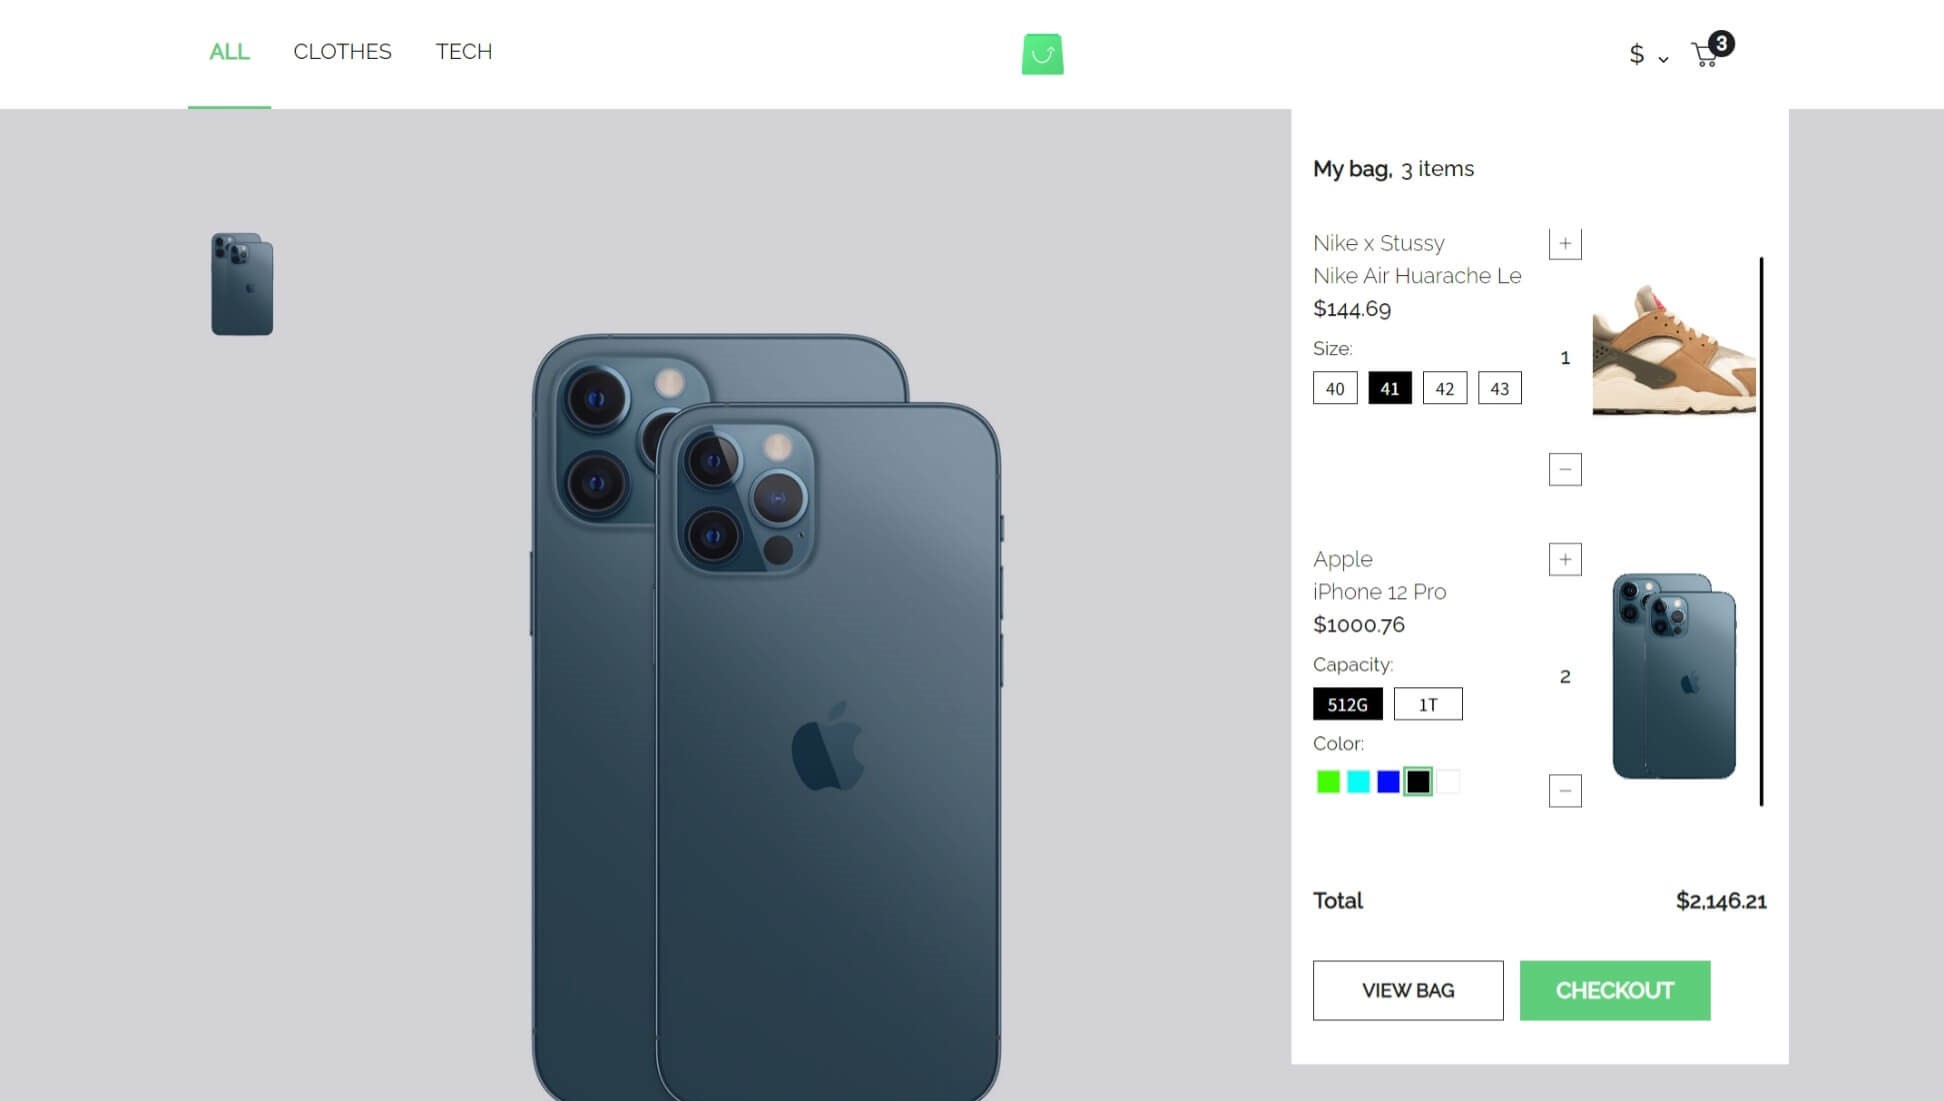 ALL CLOTHES TECH $ 3
My bag, 3 items
Nike x Stussy +
Nike Air Huarache Le
$144.69
Size:
1
40 41 42 43
−
Apple +
iPhone 12 Pro
$1000.76
Capacity:
2
512G 1T
Color:
−
Total $2,146.21
VIEW BAG CHECKOUT